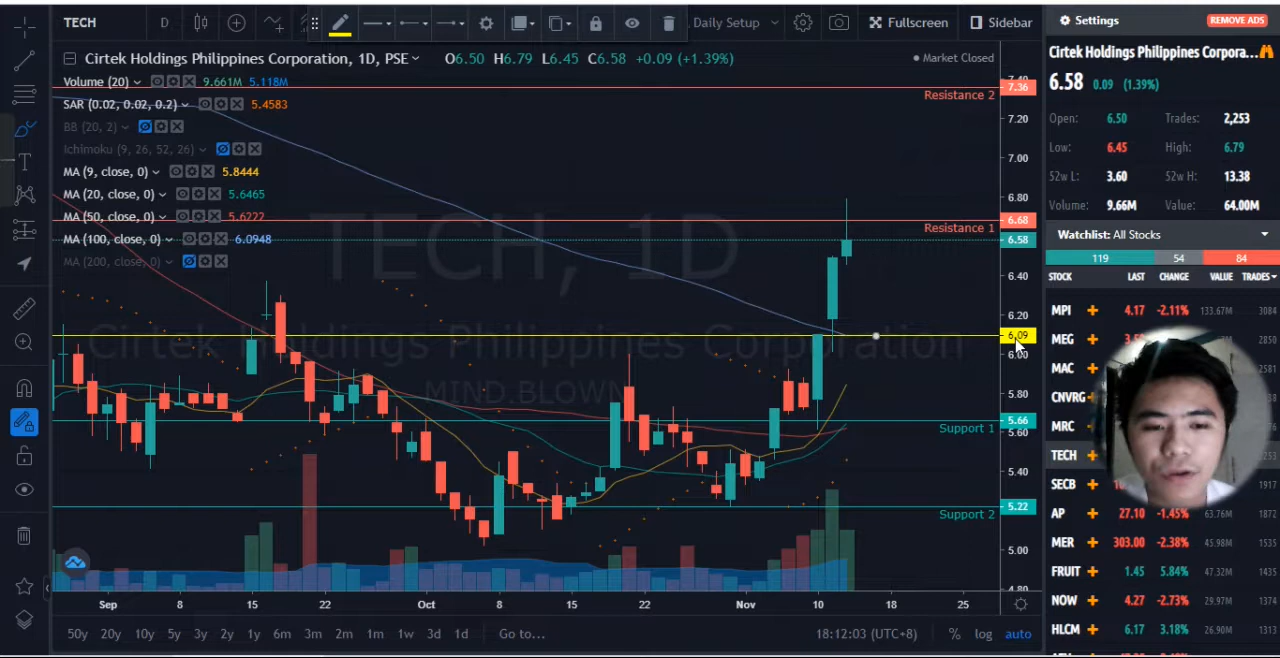 TECH D Daily Setup Fullscreen Sidebar Settings REMOVE ADS
Cirtek Holdings Philippines Corporation, 1D, PSE O6.50 H6.79 L6.45 C6.58 +0.09 (+1.39%) Market Closed
Volume (20) 9.661M 5.118M
SAR (0.02, 0.02, 0.2) 5.4583
BB (20, 2)
Ichimoku (9, 26, 52, 26)
MA (9, close, 0) 5.8444
MA (20, close, 0) 5.6465
MA (50, close, 0) 5.6222
MA (100, close, 0) 6.0948
MA (200, close, 0)
TECH, 1D
Cirtek Holdings Philippines Corporation
MIND.BLOWN
Resistance 2
Resistance 1
Support 1
Support 2
7.40
7.36
7.20
7.00
6.80
6.68
6.58
6.40
6.20
6.09
6.00
5.80
5.66
5.60
5.40
5.22
5.00
4.80
Sep 8 15 22 Oct 8 15 22 Nov 10 18 25
50y 20y 10y 5y 3y 2y 1y 6m 3m 2m 1m 1w 3d 1d Go to... 18:12:03 (UTC+8) % log auto
Cirtek Holdings Philippines Corpora...
6.58 0.09 (1.39%)
Open: 6.50 Trades: 2,253
Low: 6.45 High: 6.79
52w L: 3.60 52w H: 13.38
Volume: 9.66M Value: 64.00M
Watchlist: All Stocks
119 54 84
STOCK LAST CHANGE VALUE TRADES
MPI 4.17 -2.11% 133.67M 3084
MEG 2850
MAC
CNVRG
MRC
TECH
SECB 1917
AP 27.10 -1.45% 63.76M 1872
MER 303.00 -2.38% 45.98M 1535
FRUIT 1.45 5.84% 47.32M 1435
NOW 4.27 -2.73% 29.97M 1374
HLCM 6.17 3.18% 26.90M 1313